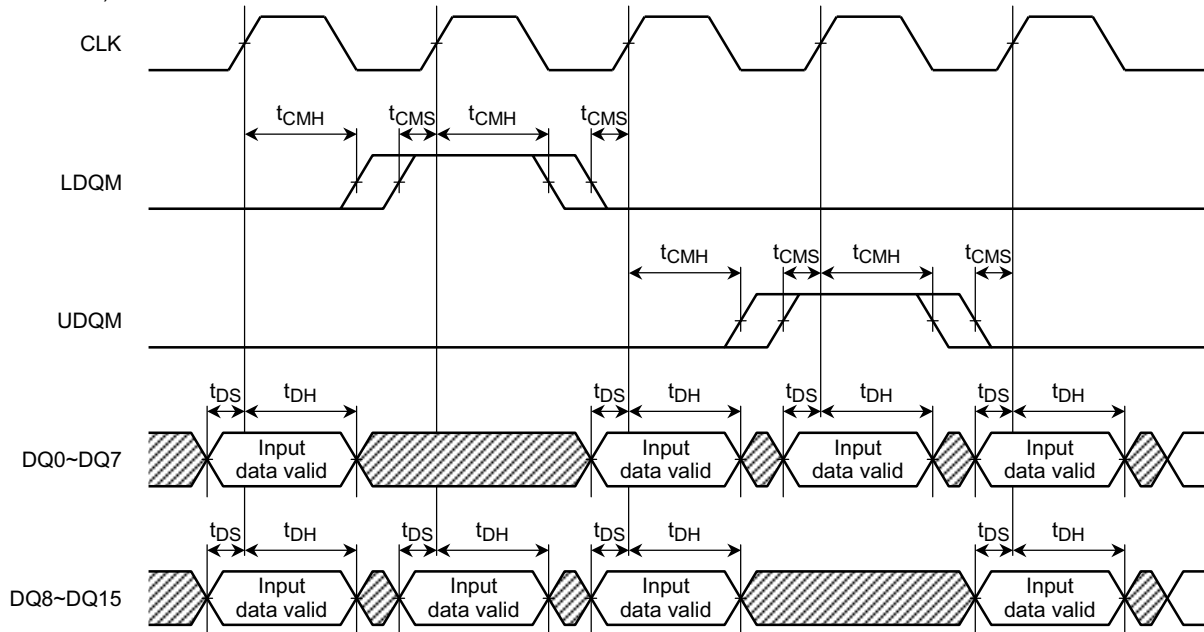 CLK
tCMH tCMS tCMH tCMS
LDQM
tCMH tCMS tCMH tCMS
UDQM
tDS tDH tDS tDH tDS tDH tDS tDH
DQ0~DQ7
Input data valid
Input data valid
Input data valid
Input data valid
tDS tDH tDS tDH tDS tDH tDS tDH
DQ8~DQ15
Input data valid
Input data valid
Input data valid
Input data valid